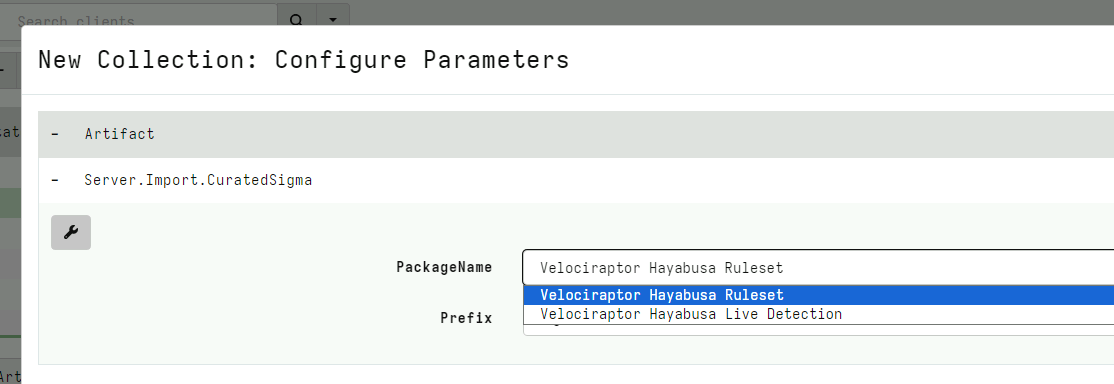 Search clients
New Collection: Configure Parameters
- Artifact
- Server.Import.CuratedSigma
PackageName
Velociraptor Hayabusa Ruleset
Velociraptor Hayabusa Ruleset
Velociraptor Hayabusa Live Detection
Prefix